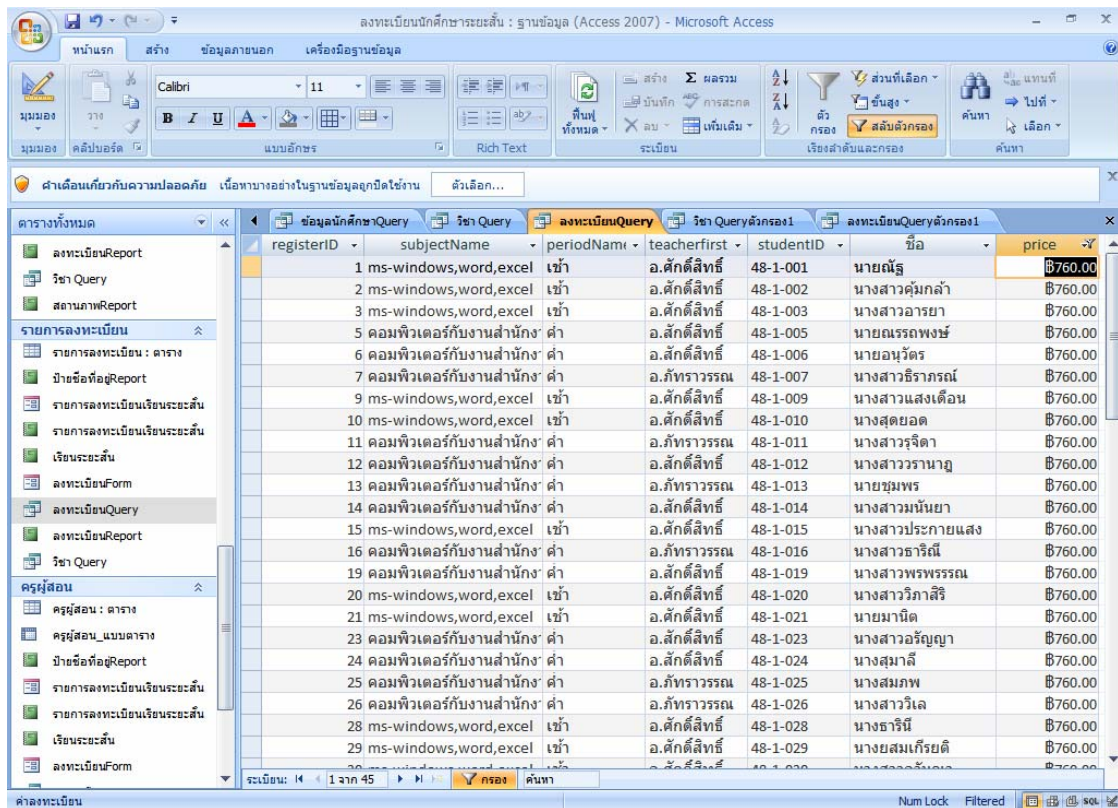 ลงทะเบียนนักศึกษาระยะสั้น : ฐานข้อมูล (Access 2007) - Microsoft Access
หน้าแรก สร้าง ข้อมูลภายนอก เครื่องมือฐานข้อมูล
Calibri 11 สร้าง Σ ผลรวม ส่วนที่เลือก แทนที่
บันทึก การสะกด ขั้นสูง ไปที่
มุมมอง วาง B I U A ab ฟื้นฟูทั้งหมด ลบ เพิ่มเติม ตัวกรอง สลับตัวกรอง ค้นหา เลือก
มุมมอง คลิปบอร์ด แบบอักษร Rich Text ระเบียน เรียงลำดับและกรอง ค้นหา
คำเตือนเกี่ยวกับความปลอดภัย เนื้อหาบางอย่างในฐานข้อมูลถูกปิดใช้งาน ตัวเลือก...
ตารางทั้งหมด
ลงทะเบียนReport
วิชา Query
สถานภาพReport
รายการลงทะเบียน
รายการลงทะเบียน : ตาราง
ป้ายชื่อที่อยู่Report
รายการลงทะเบียนเรียนระยะสั้น
รายการลงทะเบียนเรียนระยะสั้น
เรียนระยะสั้น
ลงทะเบียนForm
ลงทะเบียนQuery
ลงทะเบียนReport
วิชา Query
ครูผู้สอน
ครูผู้สอน : ตาราง
ครูผู้สอน_แบบตาราง
ป้ายชื่อที่อยู่Report
รายการลงทะเบียนเรียนระยะสั้น
รายการลงทะเบียนเรียนระยะสั้น
เรียนระยะสั้น
ลงทะเบียนForm
ข้อมูลนักศึกษาQuery วิชา Query ลงทะเบียนQuery วิชา Queryตัวกรอง1 ลงทะเบียนQueryตัวกรอง1
registerID subjectName periodName teacherfirst studentID ชื่อ price
1 ms-windows,word,excel เช้า อ.ศักดิ์สิทธิ์ 48-1-001 นายณัฐ ฿760.00
2 ms-windows,word,excel เช้า อ.ศักดิ์สิทธิ์ 48-1-002 นางสาวคุ้มกล้า ฿760.00
3 ms-windows,word,excel เช้า อ.ศักดิ์สิทธิ์ 48-1-003 นางสาวอารยา ฿760.00
5 คอมพิวเตอร์กับงานสำนักงา ค่ำ อ.ศักดิ์สิทธิ์ 48-1-005 นายณรรถพงษ์ ฿760.00
6 คอมพิวเตอร์กับงานสำนักงา ค่ำ อ.ศักดิ์สิทธิ์ 48-1-006 นายอนุวัตร ฿760.00
7 คอมพิวเตอร์กับงานสำนักงา ค่ำ อ.ภัทราวรรณ 48-1-007 นางสาวธิราภรณ์ ฿760.00
9 ms-windows,word,excel เช้า อ.ศักดิ์สิทธิ์ 48-1-009 นางสาวแสงเดือน ฿760.00
10 ms-windows,word,excel เช้า อ.ศักดิ์สิทธิ์ 48-1-010 นางสุดยอด ฿760.00
11 คอมพิวเตอร์กับงานสำนักงา ค่ำ อ.ภัทราวรรณ 48-1-011 นางสาวรุจิตา ฿760.00
12 คอมพิวเตอร์กับงานสำนักงา ค่ำ อ.ศักดิ์สิทธิ์ 48-1-012 นางสาววรานาฎ ฿760.00
13 คอมพิวเตอร์กับงานสำนักงา ค่ำ อ.ภัทราวรรณ 48-1-013 นายชุมพร ฿760.00
14 คอมพิวเตอร์กับงานสำนักงา ค่ำ อ.ศักดิ์สิทธิ์ 48-1-014 นางสาวมนันยา ฿760.00
15 ms-windows,word,excel เช้า อ.ศักดิ์สิทธิ์ 48-1-015 นางสาวประกายแสง ฿760.00
16 คอมพิวเตอร์กับงานสำนักงา ค่ำ อ.ภัทราวรรณ 48-1-016 นางสาวธาริณี ฿760.00
19 คอมพิวเตอร์กับงานสำนักงา ค่ำ อ.ศักดิ์สิทธิ์ 48-1-019 นางสาวพรพรรรณ ฿760.00
20 ms-windows,word,excel เช้า อ.ศักดิ์สิทธิ์ 48-1-020 นางสาววิภาสิริ ฿760.00
21 ms-windows,word,excel เช้า อ.ศักดิ์สิทธิ์ 48-1-021 นายมานิต ฿760.00
23 คอมพิวเตอร์กับงานสำนักงา ค่ำ อ.ศักดิ์สิทธิ์ 48-1-023 นางสาวอรัญญา ฿760.00
24 คอมพิวเตอร์กับงานสำนักงา ค่ำ อ.ศักดิ์สิทธิ์ 48-1-024 นางสุมาลี ฿760.00
25 คอมพิวเตอร์กับงานสำนักงา ค่ำ อ.ภัทราวรรณ 48-1-025 นางสมภพ ฿760.00
26 คอมพิวเตอร์กับงานสำนักงา ค่ำ อ.ภัทราวรรณ 48-1-026 นางสาววิเล ฿760.00
28 ms-windows,word,excel เช้า อ.ศักดิ์สิทธิ์ 48-1-028 นางธารินี ฿760.00
29 ms-windows,word,excel เช้า อ.ศักดิ์สิทธิ์ 48-1-029 นางยสมเกีรยติ ฿760.00
ระเบียน: 1 จาก 45 กรอง ค้นหา
ค่าลงทะเบียน Num Lock Filtered SQL